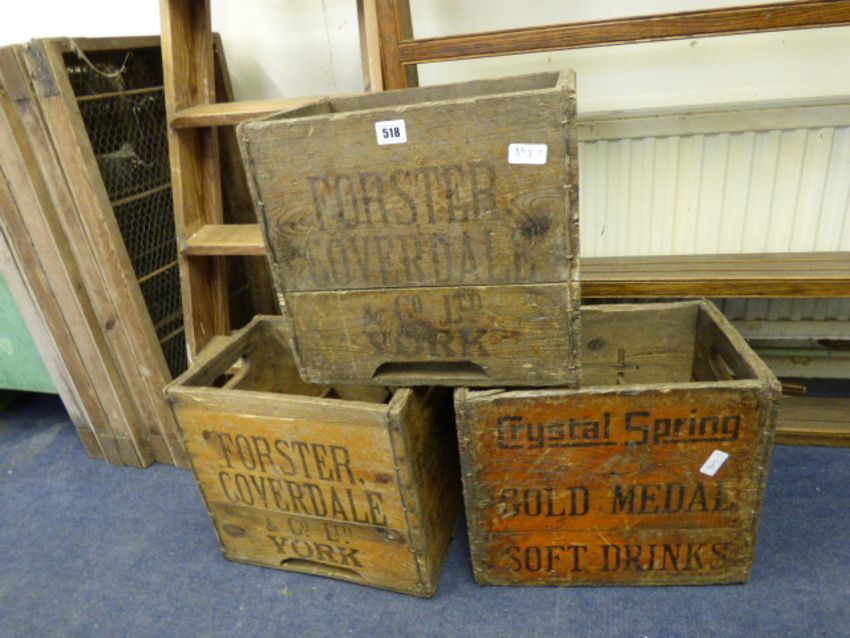 518
FORSTER
COVERDALE
& CO. LTD
YORK
FORSTER,
COVERDALE
& CO. LTD
YORK
Crystal Spring
GOLD MEDAL
SOFT DRINKS